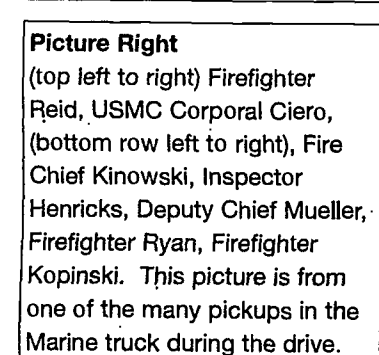 Picture Right
(top left to right) Firefighter
Reid, USMC Corporal Ciero,
(bottom row left to right), Fire
Chief Kinowski, Inspector
Henricks, Deputy Chief Mueller,
Firefighter Ryan, Firefighter
Kopinski. This picture is from
one of the many pickups in the
Marine truck during the drive.